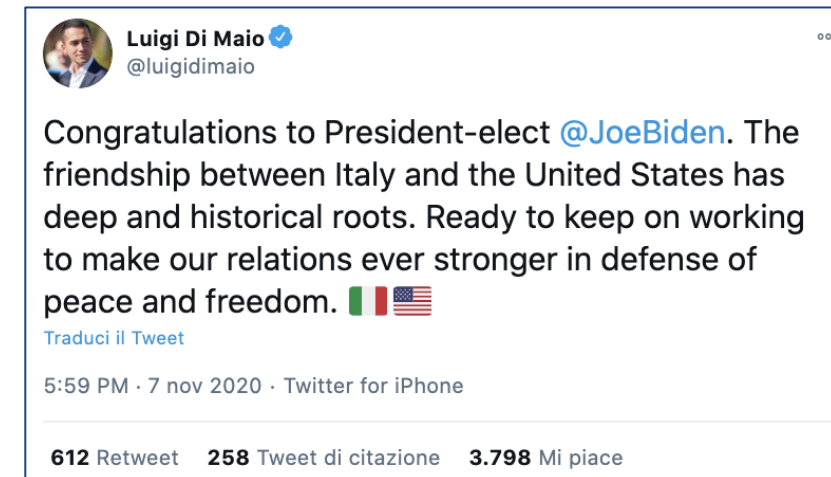 Luigi Di Maio
@luigidimaio
Congratulations to President-elect @JoeBiden. The
friendship between Italy and the United States has
deep and historical roots. Ready to keep on working
to make our relations ever stronger in defense of
peace and freedom. 🇮🇹🇺🇸
Traduci il Tweet
5:59 PM · 7 nov 2020 · Twitter for iPhone
612 Retweet 258 Tweet di citazione 3.798 Mi piace